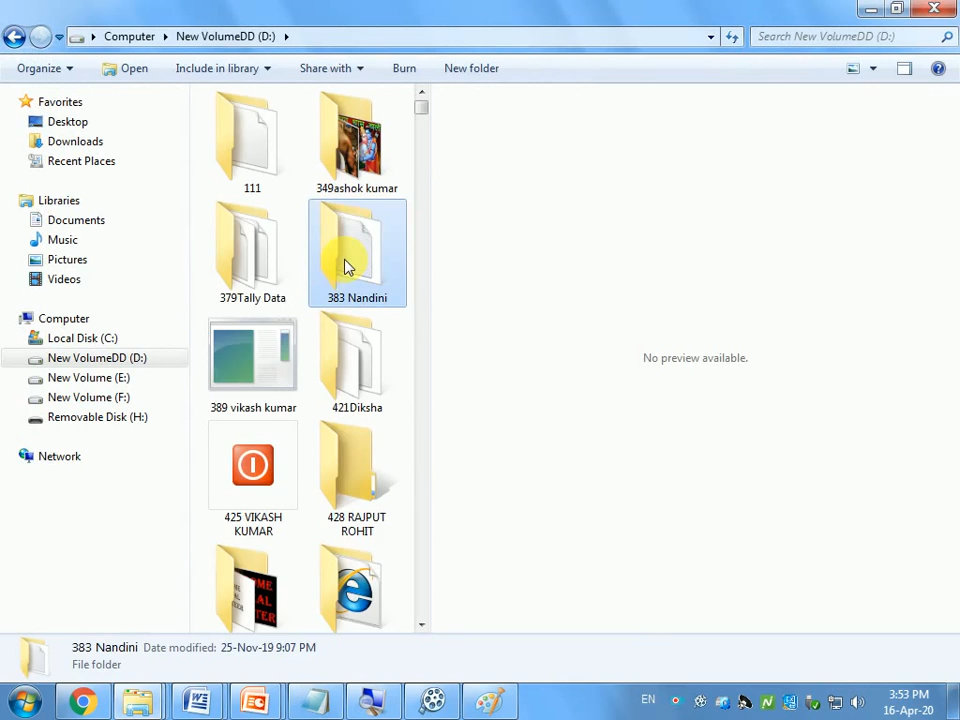 Computer
New VolumeDD (D:)
Search New VolumeDD (D:)
Organize
Open
Include in library
Share with
Burn
New folder
Favorites
Desktop
Downloads
Recent Places
Libraries
Documents
Music
Pictures
Videos
Computer
Local Disk (C:)
New VolumeDD (D:)
New Volume (E:)
New Volume (F:)
Removable Disk (H:)
Network
111
349ashok kumar
379Tally Data
383 Nandini
389 vikash kumar
421Diksha
425 VIKASH
KUMAR
428 RAJPUT
ROHIT
No preview available.
383 Nandini
Date modified: 25-Nov-19 9:07 PM
File folder
EN
3:53 PM
16-Apr-20